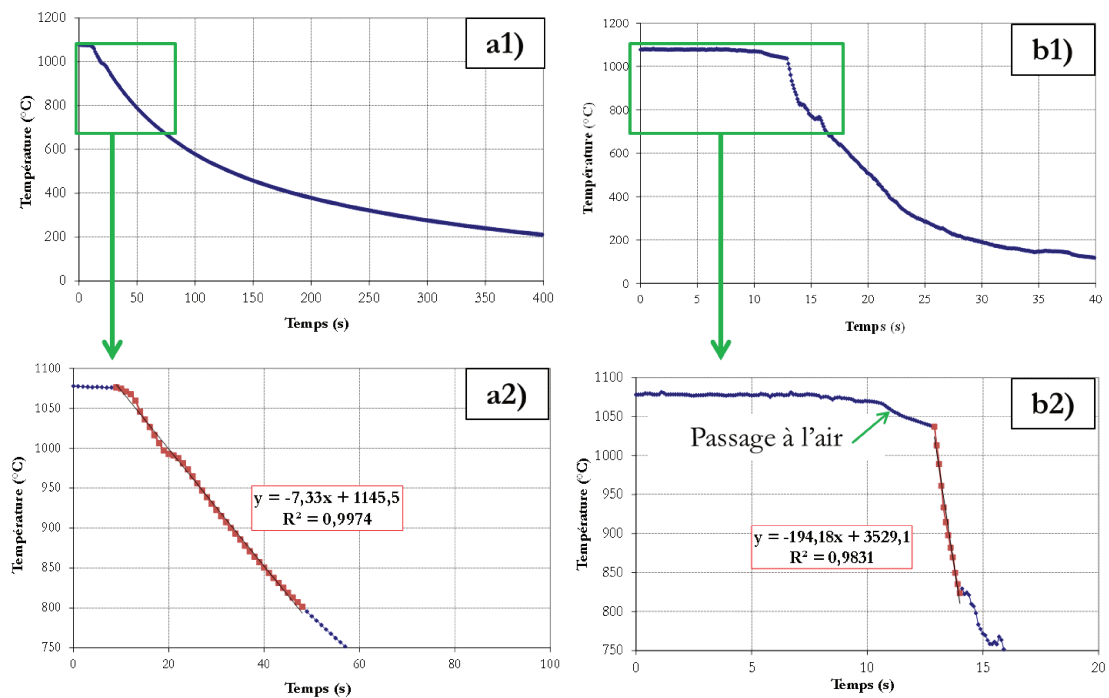 a1)
Température (°C)
1200
1000
800
600
400
200
0
0 50 100 150 200 250 300 350 400
Temps (s)
b1)
Température (°C)
1200
1000
800
600
400
200
0
0 5 10 15 20 25 30 35 40
Temps (s)
a2)
Température (°C)
1100
1050
1000
950
900
850
800
750
y = -7,33x + 1145,5
R² = 0,9974
0 20 40 60 80 100
Temps (s)
b2)
Température (°C)
1100
1050
1000
950
900
850
800
750
Passage à l'air
y = -194,18x + 3529,1
R² = 0,9831
0 5 10 15 20
Temps (s)